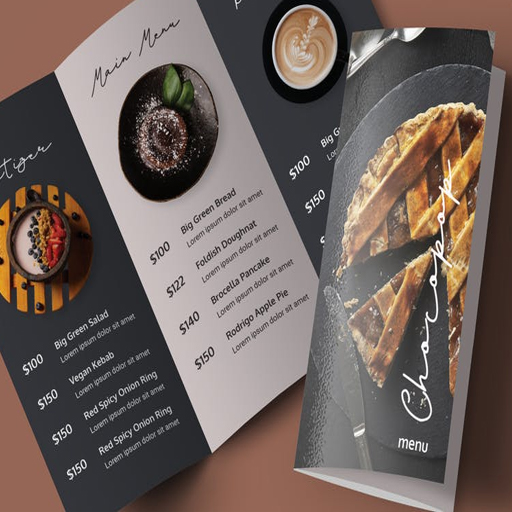 Main Menu
$100 Big Green Salad
Lorem ipsum dolor sit amet
$150 Vegan Kebab
Lorem ipsum dolor sit amet
$150 Red Spicy Onion Ring
Lorem ipsum dolor sit amet
$150 Red Spicy Onion Ring
Lorem ipsum dolor sit amet
$100 Big Green Bread
Lorem ipsum dolor sit amet
$122 Foldish Doughnat
Lorem ipsum dolor sit amet
$140 Brocella Pancake
Lorem ipsum dolor sit amet
$150 Rodrigo Apple Pie
Lorem ipsum dolor sit amet
$100
$150
Chocopop
menu